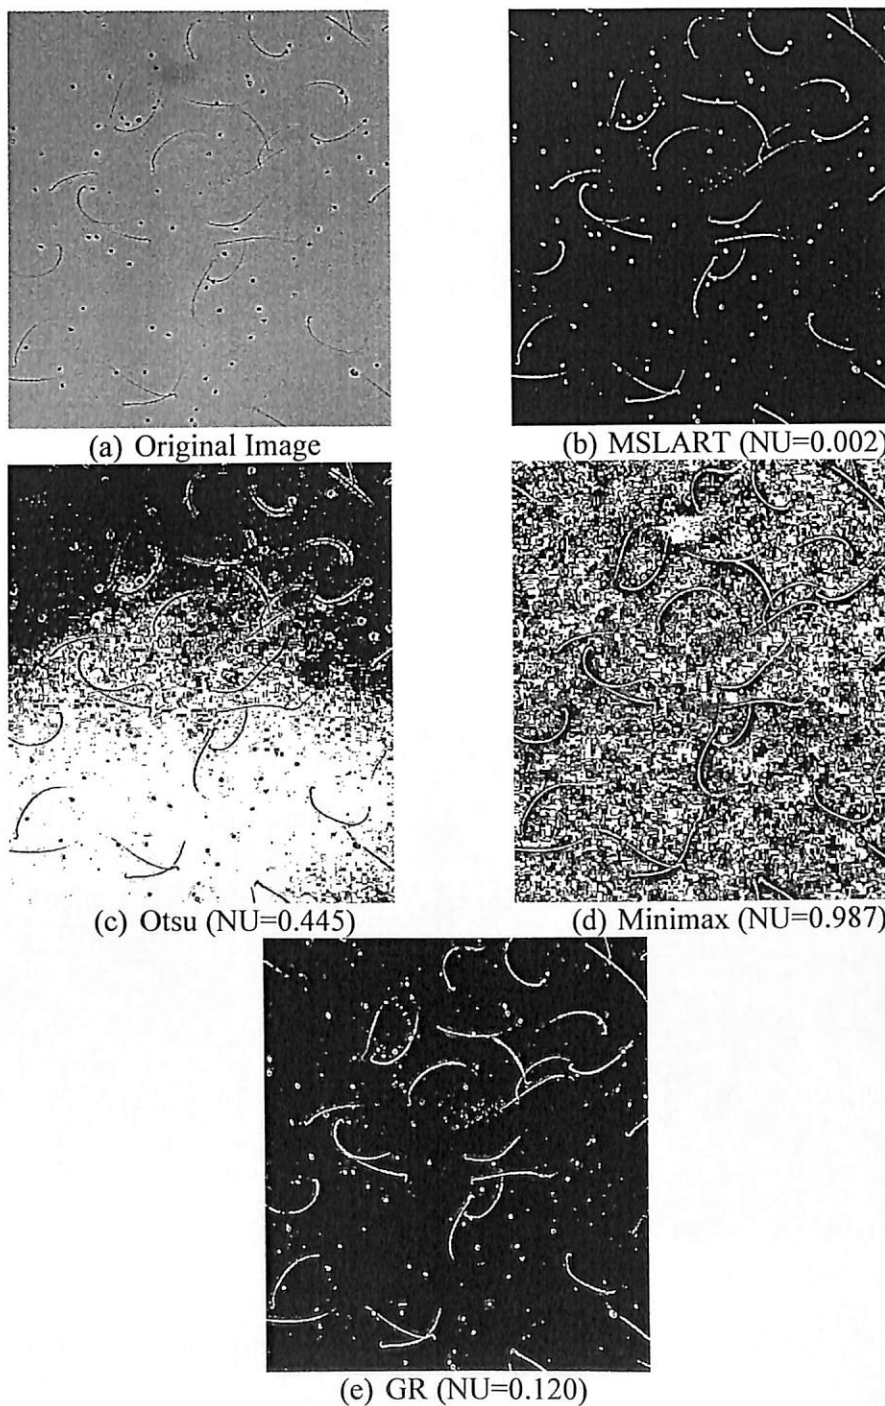 (a) Original Image
(b) MSLART (NU=0.002)
(c) Otsu (NU=0.445)
(d) Minimax (NU=0.987)
(e) GR (NU=0.120)